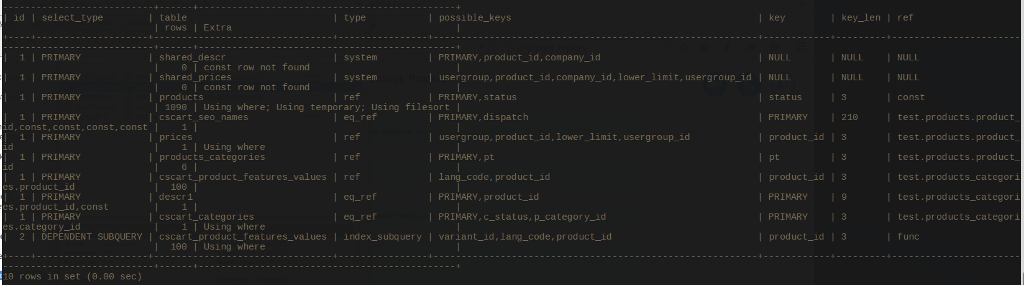 | id | select_type | table | type | possible_keys | key | key_len | ref
| rows | Extra |
| 1 | PRIMARY | shared_descr | system | PRIMARY,product_id,company_id | NULL | NULL | NULL
| 0 | const row not found |
| 1 | PRIMARY | shared_prices | system | usergroup,product_id,company_id,lower_limit,usergroup_id | NULL | NULL | NULL
| 0 | const row not found |
| 1 | PRIMARY | products | ref | PRIMARY,status | status | 3 | const
| 1890 | Using where; Using temporary; Using filesort |
| 1 | PRIMARY | cscart_seo_names | eq_ref | PRIMARY,dispatch | PRIMARY | 210 | test.products.product_
id,const,const,const,const | 1 | |
| 1 | PRIMARY | prices | ref | usergroup,product_id,lower_limit,usergroup_id | product_id | 3 | test.products.product_
id | 1 | Using where |
| 1 | PRIMARY | products_categories | ref | PRIMARY,pt | pt | 3 | test.products.product_
id | 6 | |
| 1 | PRIMARY | cscart_product_features_values | ref | lang_code,product_id | product_id | 3 | test.products_categori
es.product_id | 100 | |
| 1 | PRIMARY | descr1 | eq_ref | PRIMARY,product_id | PRIMARY | 9 | test.products_categori
es.product_id,const | 1 | |
| 1 | PRIMARY | cscart_categories | eq_ref | PRIMARY,c_status,p_category_id | PRIMARY | 3 | test.products_categori
es.category_id | 1 | Using where |
| 2 | DEPENDENT SUBQUERY | cscart_product_features_values | index_subquery | variant_id,lang_code,product_id | product_id | 3 | func
| 100 | Using where |
10 rows in set (0.00 sec)